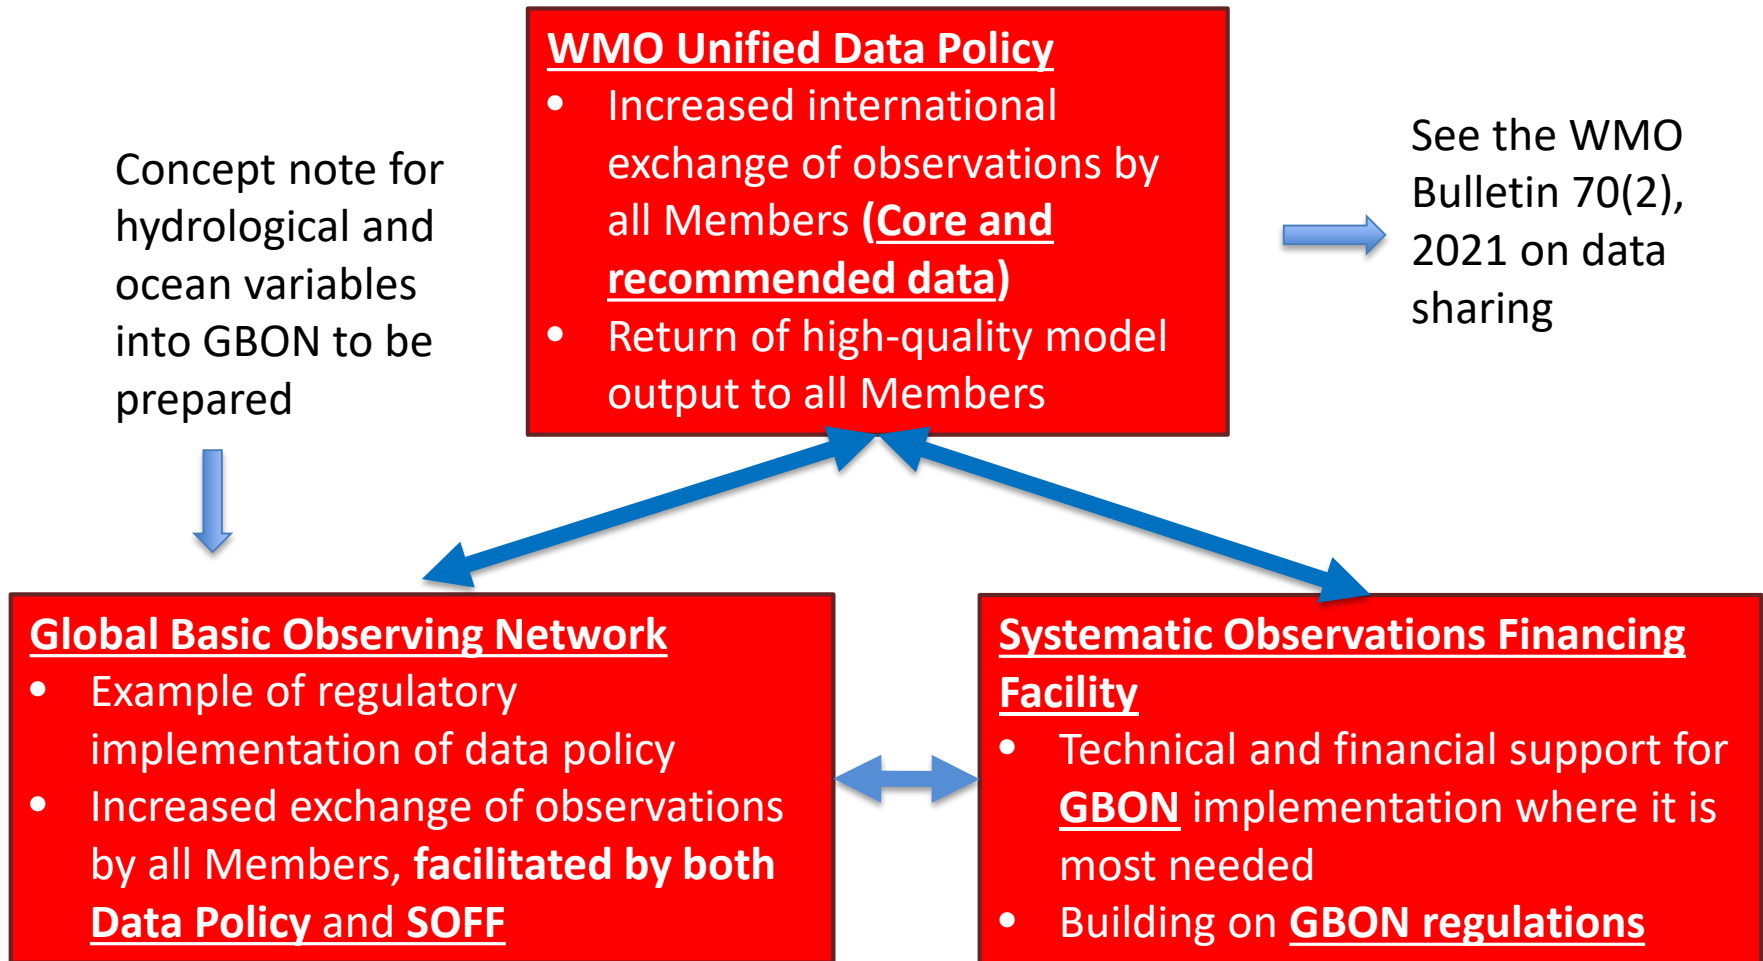 WMO Unified Data Policy
• Increased international
exchange of observations by
all Members (Core and
recommended data)
• Return of high-quality model
output to all Members
Concept note for
hydrological and
ocean variables
into GBON to be
prepared
See the WMO
Bulletin 70(2),
2021 on data
sharing
Global Basic Observing Network
• Example of regulatory
implementation of data policy
• Increased exchange of observations
by all Members, facilitated by both
Data Policy and SOFF
Systematic Observations Financing
Facility
• Technical and financial support for
GBON implementation where it is
most needed
• Building on GBON regulations